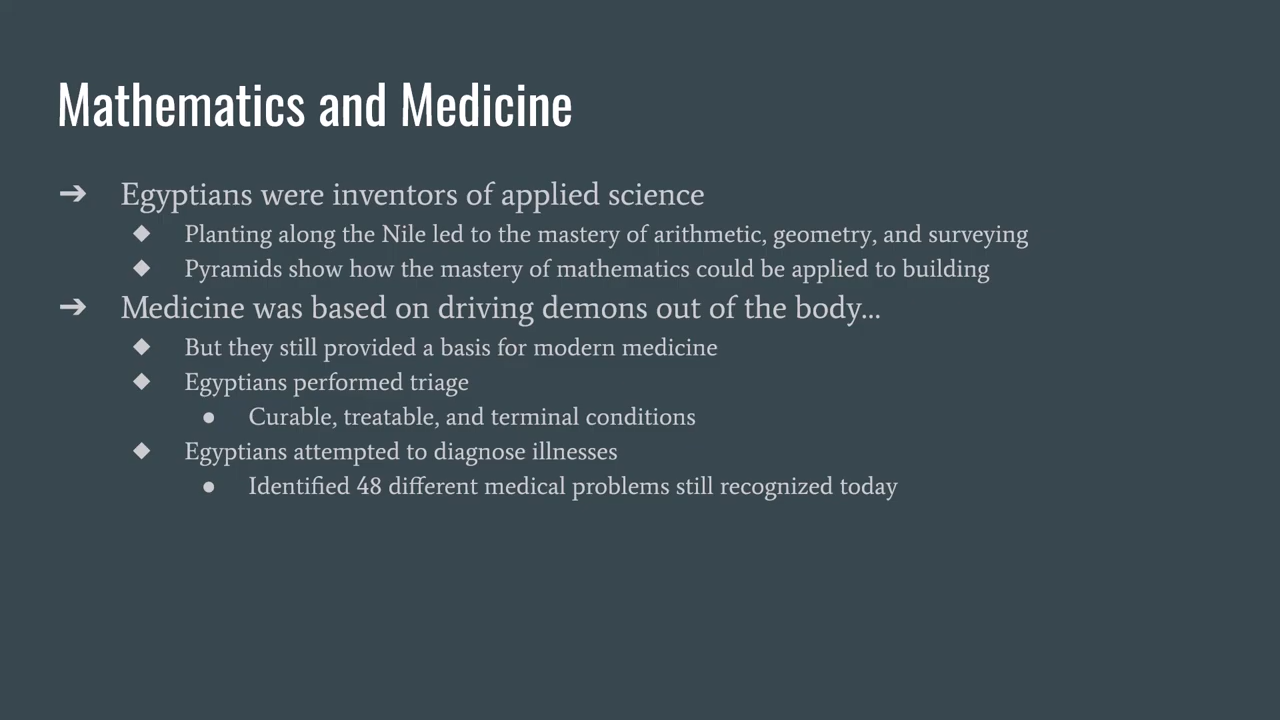 Mathematics and Medicine
➔ Egyptians were inventors of applied science
◆ Planting along the Nile led to the mastery of arithmetic, geometry, and surveying
◆ Pyramids show how the mastery of mathematics could be applied to building
➔ Medicine was based on driving demons out of the body...
◆ But they still provided a basis for modern medicine
◆ Egyptians performed triage
● Curable, treatable, and terminal conditions
◆ Egyptians attempted to diagnose illnesses
● Identified 48 different medical problems still recognized today